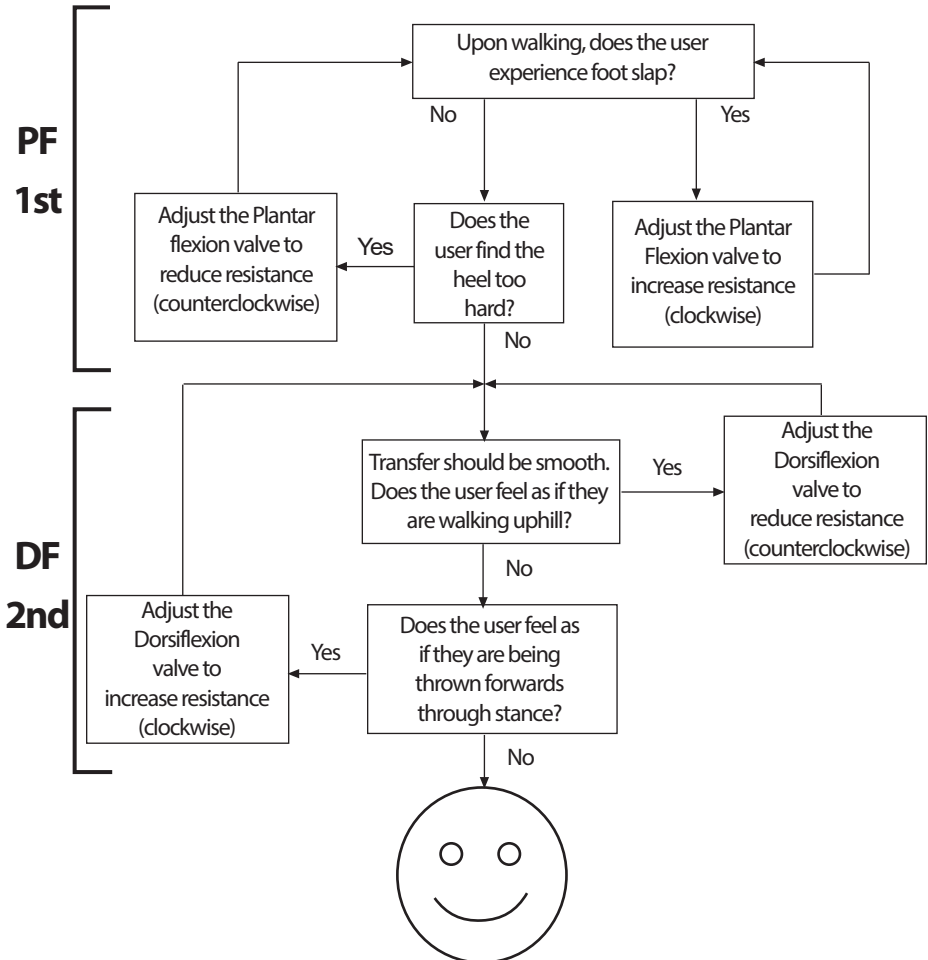 Upon walking, does the user
experience foot slap?
No
Yes
PF
1st
Adjust the Plantar
flexion valve to
reduce resistance
(counterclockwise)
Yes
Does the
user find the
heel too
hard?
Adjust the Plantar
Flexion valve to
increase resistance
(clockwise)
No
DF
2nd
Transfer should be smooth.
Does the user feel as if they
are walking uphill?
Yes
Adjust the
Dorsiflexion
valve to
reduce resistance
(counterclockwise)
No
Adjust the
Dorsiflexion
valve to
increase resistance
(clockwise)
Yes
Does the user feel as
if they are being
thrown forwards
through stance?
No